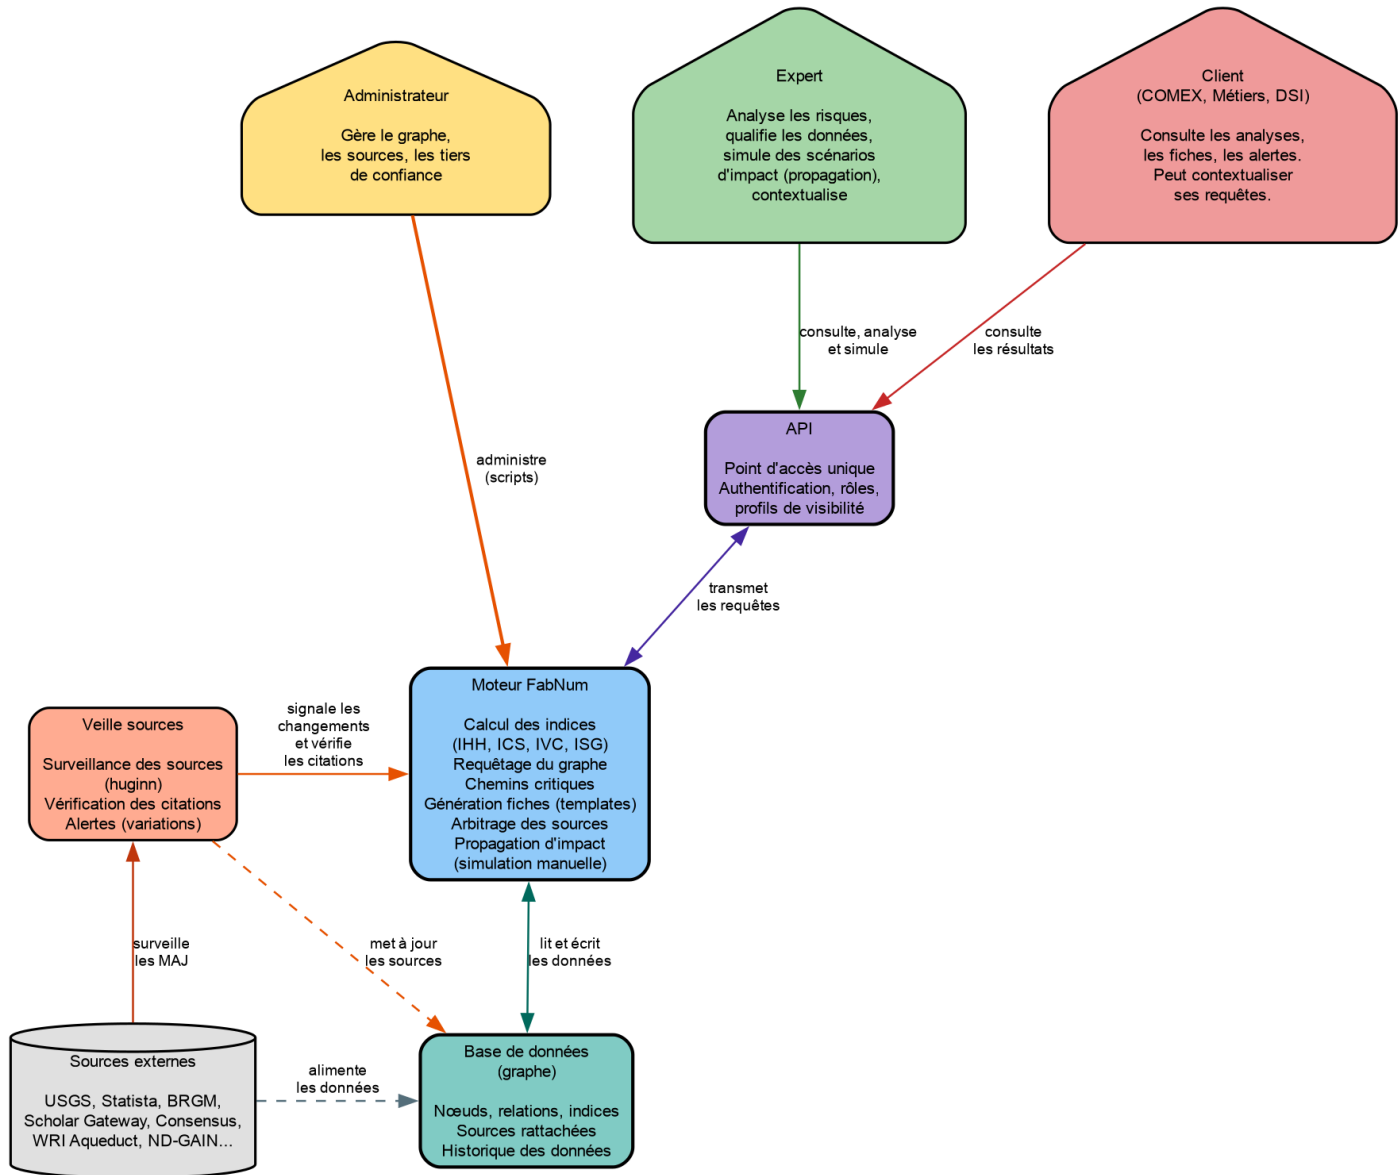 Administrateur
Gère le graphe,
les sources, les tiers
de confiance
Expert
Analyse les risques,
qualifie les données,
simule des scénarios
d'impact (propagation),
contextualise
Client
(COMEX, Métiers, DSI)
Consulte les analyses,
les fiches, les alertes.
Peut contextualiser
ses requêtes.
consulte, analyse
et simule
consulte
les résultats
administre
(scripts)
API
Point d'accès unique
Authentification, rôles,
profils de visibilité
transmet
les requêtes
Veille sources
Surveillance des sources
(huginn)
Vérification des citations
Alertes (variations)
signale les
changements
et vérifie
les citations
Moteur FabNum
Calcul des indices
(IHH, ICS, IVC, ISG)
Requêtage du graphe
Chemins critiques
Génération fiches (templates)
Arbitrage des sources
Propagation d'impact
(simulation manuelle)
surveille
les MAJ
met à jour
les sources
lit et écrit
les données
Sources externes
USGS, Statista, BRGM,
Scholar Gateway, Consensus,
WRI Aqueduct, ND-GAIN...
alimente
les données
Base de données
(graphe)
Nœuds, relations, indices
Sources rattachées
Historique des données